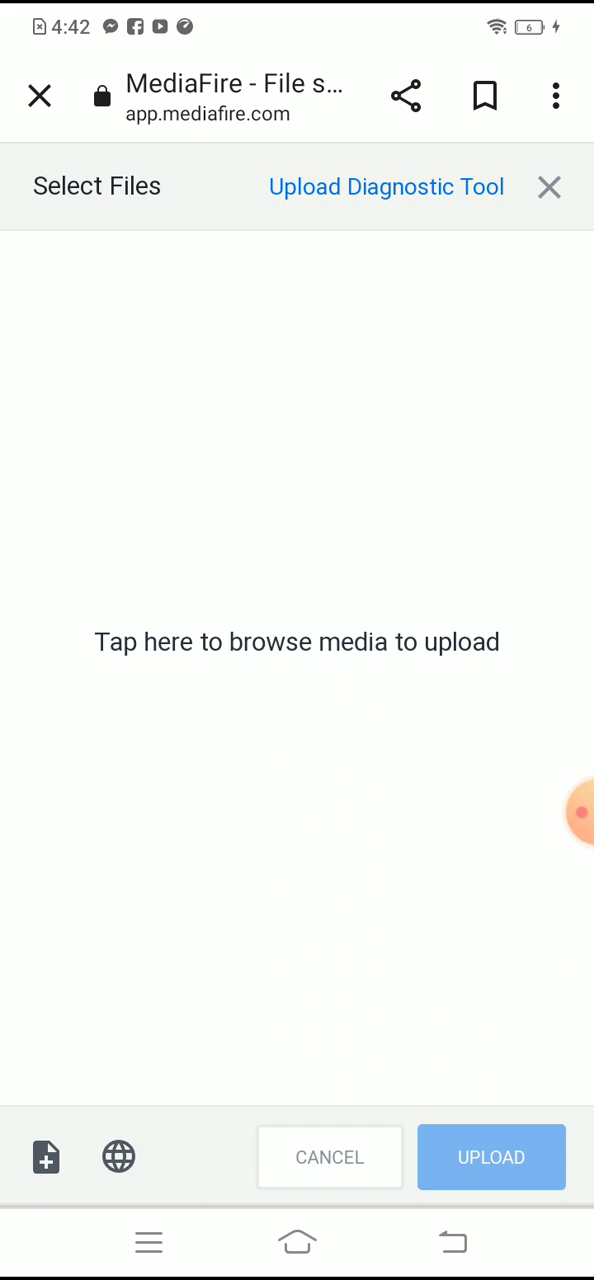 4:42
6
MediaFire - File s...
app.mediafire.com
Select Files
Upload Diagnostic Tool
Tap here to browse media to upload
CANCEL
UPLOAD